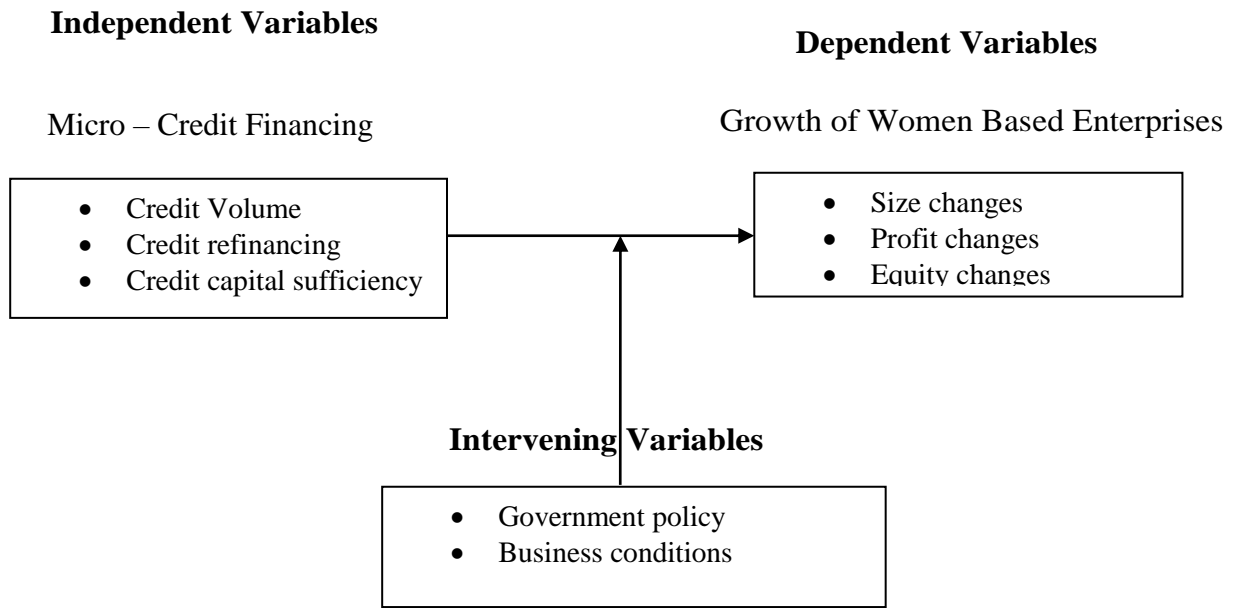 Independent Variables
Dependent Variables
Micro – Credit Financing
Growth of Women Based Enterprises
• Credit Volume
• Credit refinancing
• Credit capital sufficiency
• Size changes
• Profit changes
• Equity changes
Intervening Variables
• Government policy
• Business conditions